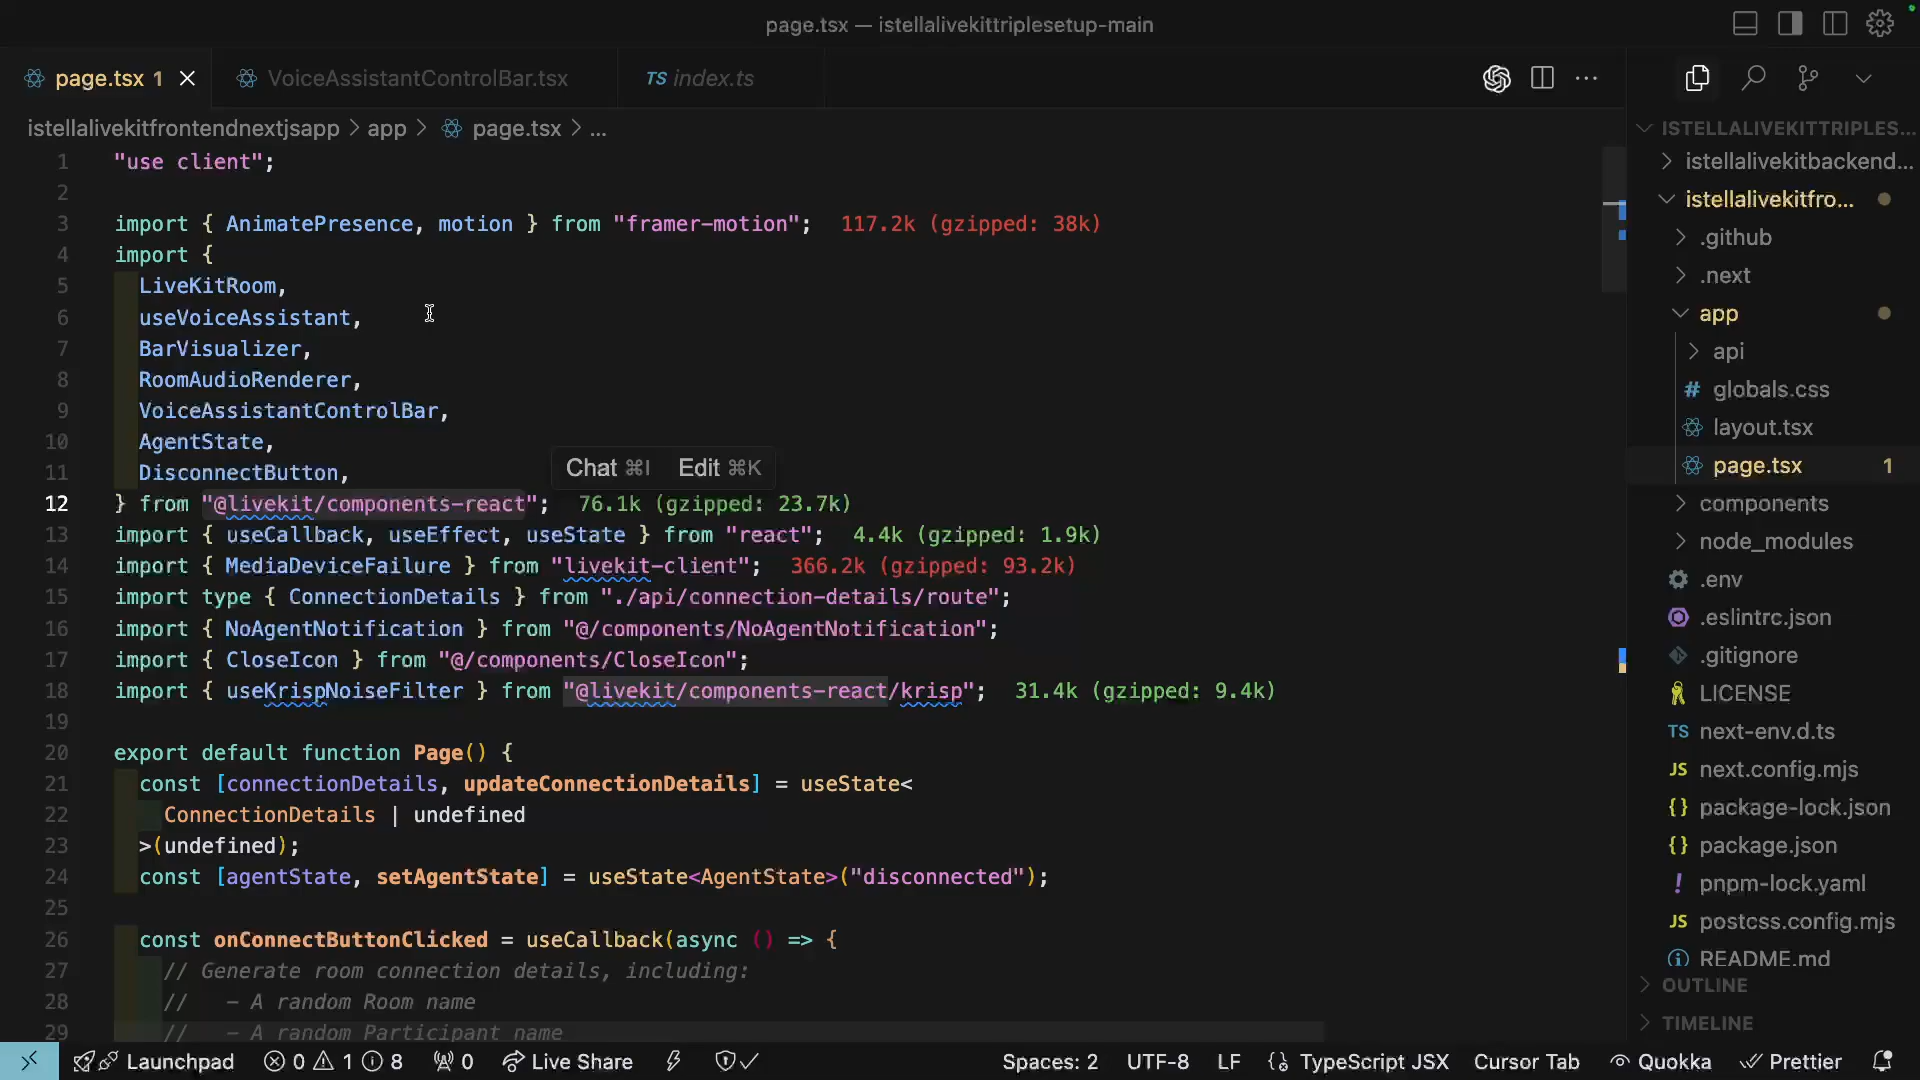 page.tsx — istellalivekittriplesetup-main
page.tsx 1
VoiceAssistantControlBar.tsx
TS index.ts
istellalivekitfrontendnextjsapp > app > page.tsx > ...
1 "use client";
2
3 import { AnimatePresence, motion } from "framer-motion"; 117.2k (gzipped: 38k)
4 import {
5 LiveKitRoom,
6 useVoiceAssistant,
7 BarVisualizer,
8 RoomAudioRenderer,
9 VoiceAssistantControlBar,
10 AgentState,
11 DisconnectButton,
Chat ⌘I Edit ⌘K
12 } from "@livekit/components-react"; 76.1k (gzipped: 23.7k)
13 import { useCallback, useEffect, useState } from "react"; 4.4k (gzipped: 1.9k)
14 import { MediaDeviceFailure } from "livekit-client"; 366.2k (gzipped: 93.2k)
15 import type { ConnectionDetails } from "./api/connection-details/route";
16 import { NoAgentNotification } from "@/components/NoAgentNotification";
17 import { CloseIcon } from "@/components/CloseIcon";
18 import { useKrispNoiseFilter } from "@livekit/components-react/krisp"; 31.4k (gzipped: 9.4k)
19
20 export default function Page() {
21 const [connectionDetails, updateConnectionDetails] = useState<
22 ConnectionDetails | undefined
23 >(undefined);
24 const [agentState, setAgentState] = useState<AgentState>("disconnected");
25
26 const onConnectButtonClicked = useCallback(async () => {
27 // Generate room connection details, including:
28 // - A random Room name
29 // - A random Participant name
ISTELLALIVEKITTRIPLES...
istellalivekitbackend...
istellalivekitfro...
.github
.next
app
api
# globals.css
layout.tsx
page.tsx 1
components
node_modules
.env
.eslintrc.json
.gitignore
LICENSE
TS next-env.d.ts
JS next.config.mjs
{} package-lock.json
{} package.json
! pnpm-lock.yaml
JS postcss.config.mjs
README.md
OUTLINE
TIMELINE
Launchpad 0 1 8 0 Live Share Spaces: 2 UTF-8 LF {} TypeScript JSX Cursor Tab Quokka Prettier